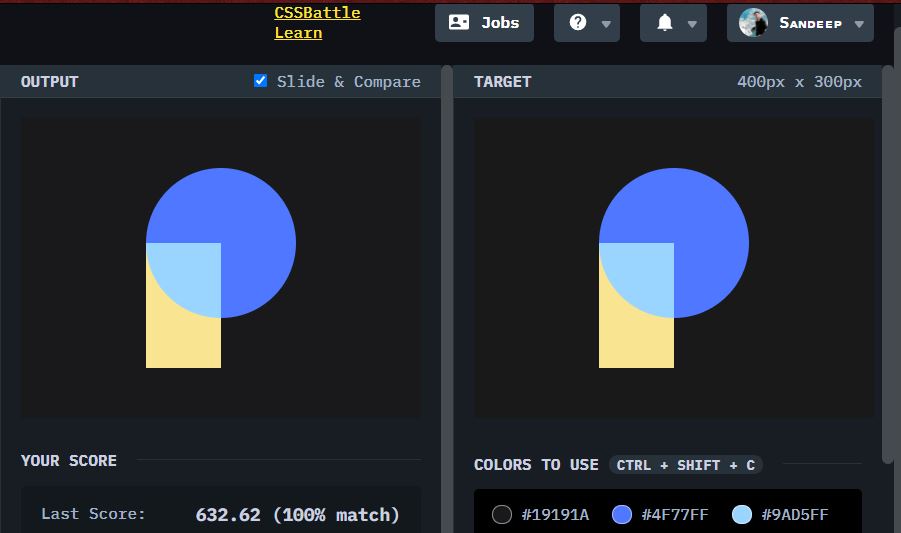 CSSBattle
Learn
Jobs
Sandeep
OUTPUT
Slide & Compare
TARGET
400px x 300px
YOUR SCORE
COLORS TO USE CTRL + SHIFT + C
Last Score: 632.62 (100% match)
#19191A #4F77FF #9AD5FF